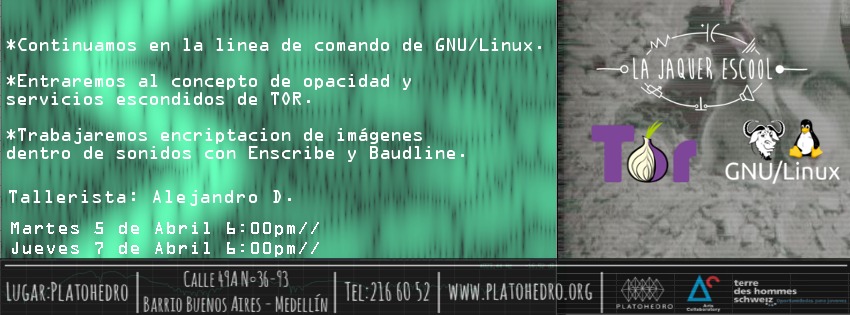 *Continuamos en la linea de comando de GNU/Linux.
*Entraremos al concepto de opacidad y
servicios escondidos de TOR.
*Trabajaremos encriptacion de imágenes
dentro de sonidos con Enscribe y Baudline.
Tallerista: Alejandro D.
Martes 5 de Abril 6:00pm//
Jueves 7 de Abril 6:00pm//
LA JAQUER ESCOOL
Tor
GNU/Linux
LUGAR:PLATOHEDRO
CALLE 49A Nº36-93
BARRIO BUENOS AIRES - MEDELLÍN
TEL:216 60 52
WWW.PLATOHEDRO.ORG
PLATOHEDRO
Arts
Collaboratory
terre
des hommes
schweiz